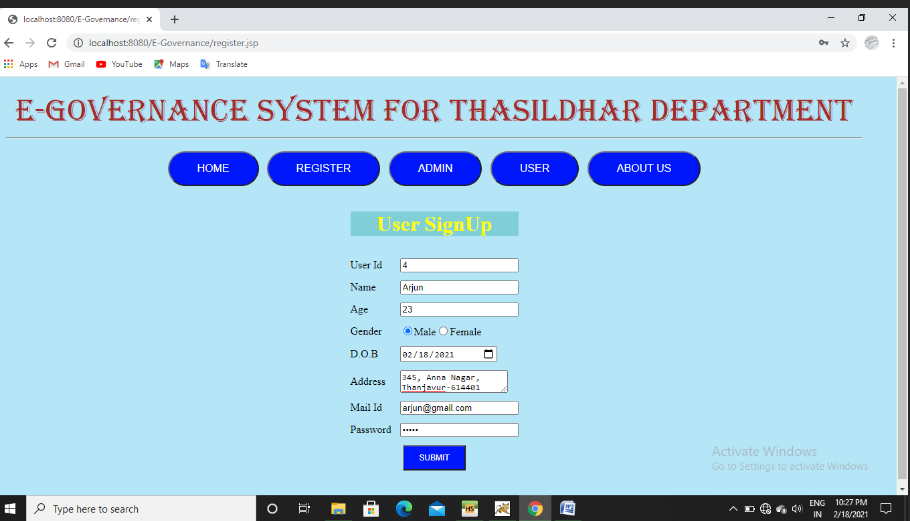 localhost:8080/E-Governance/reg
localhost:8080/E-Governance/register.jsp
Apps Gmail YouTube Maps Translate
E-GOVERNANCE SYSTEM FOR THASILDHAR DEPARTMENT
HOME REGISTER ADMIN USER ABOUT US
User SignUp
User Id 4
Name Arjun
Age 23
Gender Male Female
D.O.B 02/18/2021
Address 345, Anna Nagar,
Thanjavur-614401
Mail Id arjun@gmail.com
Password •••••
SUBMIT
Activate Windows
Go to Settings to activate Windows.
Type here to search
ENG 10:27 PM
IN 2/18/2021